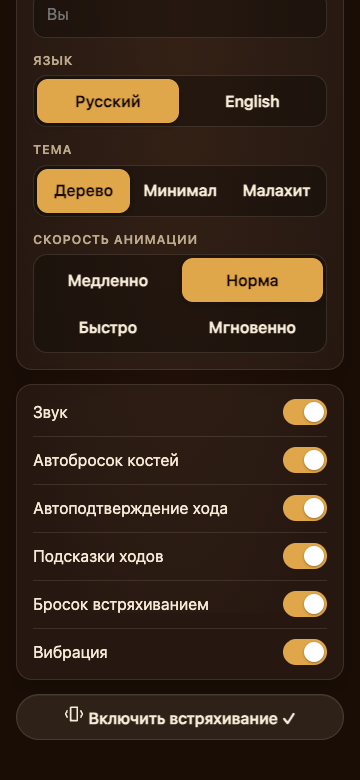 Вы
ЯЗЫК
Русский English
ТЕМА
Дерево Минимал Малахит
СКОРОСТЬ АНИМАЦИИ
Медленно Норма
Быстро Мгновенно
Звук
Автобросок костей
Автоподтверждение хода
Подсказки ходов
Бросок встряхиванием
Вибрация
Включить встряхивание ✓